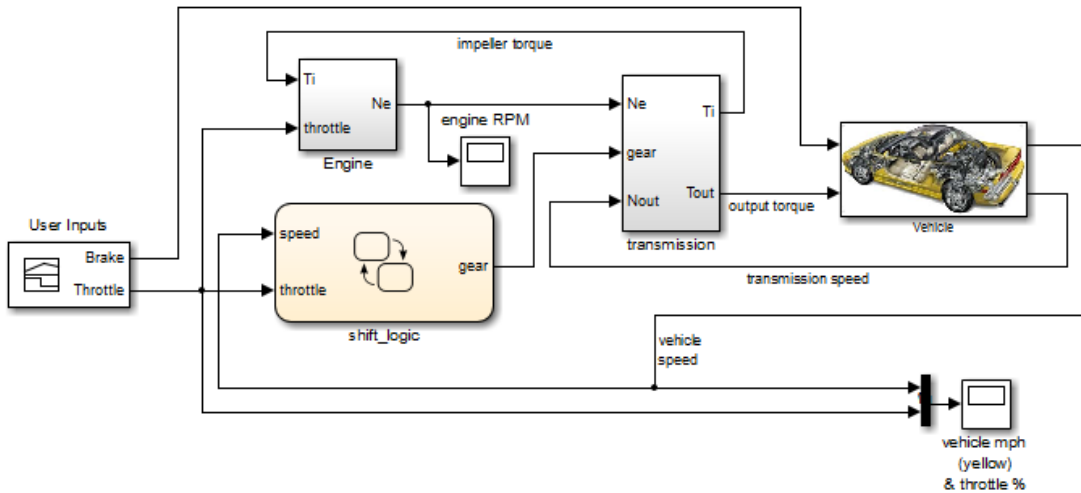 impeller torque
Ti
Ne
throttle
Engine
engine RPM
Ne
Ti
gear
Nout
Tout
transmission
output torque
Vehicle
transmission speed
User Inputs
Brake
Throttle
speed
gear
throttle
shift_logic
vehicle
speed
vehicle mph
(yellow)
& throttle %